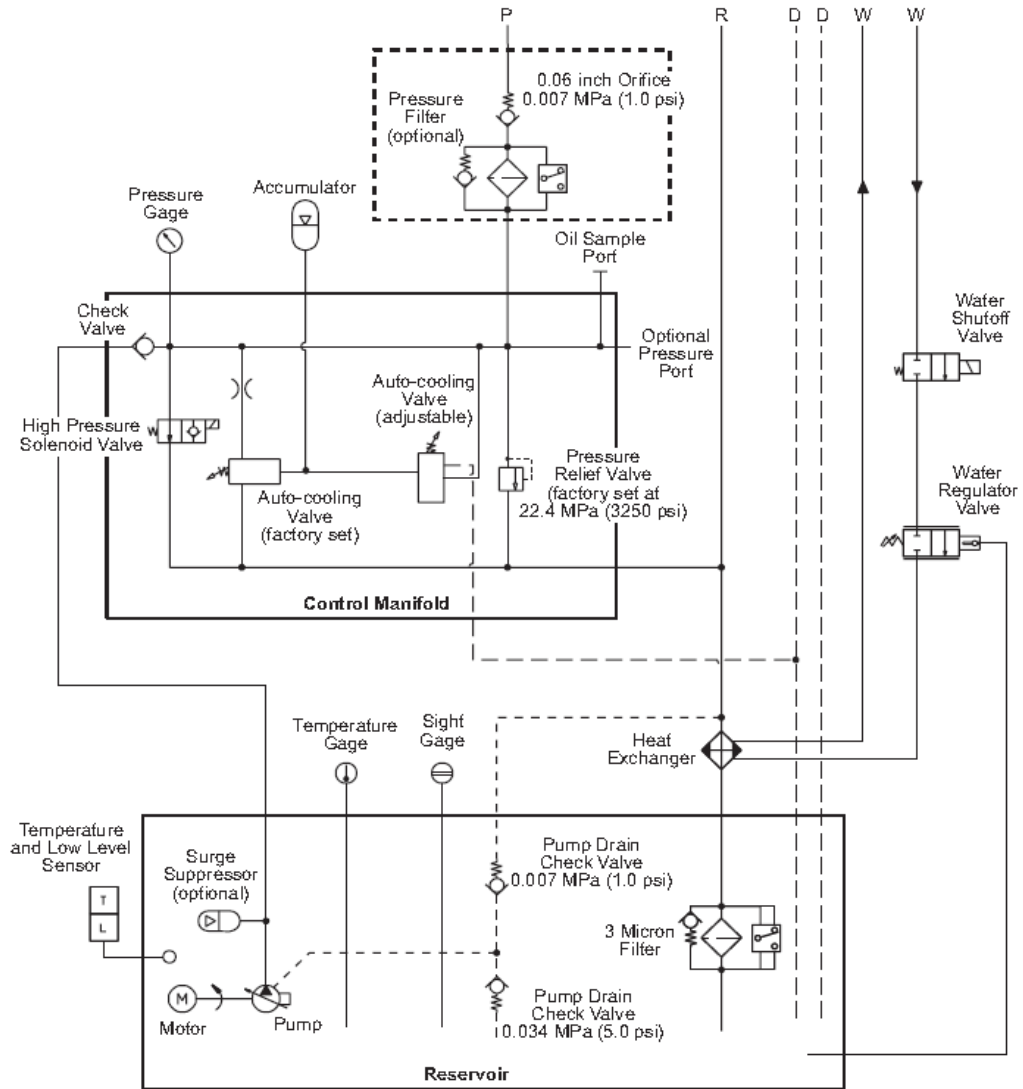 P
R
D
D
W
W
0.06 inch Orifice
0.007 MPa (1.0 psi)
Pressure
Filter
(optional)
Pressure
Gage
Accumulator
Oil Sample
Port
Check
Valve
Optional
Pressure
Port
Water
Shutoff
Valve
W
Auto-cooling
Valve
(adjustable)
High Pressure
Solenoid Valve
W
W
Auto-cooling
Valve
(factory set)
Pressure
Relief Valve
(factory set at
22.4 MPa (3250 psi)
Water
Regulator
Valve
Control Manifold
Temperature
Gage
Sight
Gage
Heat
Exchanger
Temperature
and Low Level
Sensor
T
L
Surge
Suppressor
(optional)
Pump Drain
Check Valve
0.007 MPa (1.0 psi)
3 Micron
Filter
M
Motor
Pump
Pump Drain
Check Valve
0.034 MPa (5.0 psi)
Reservoir